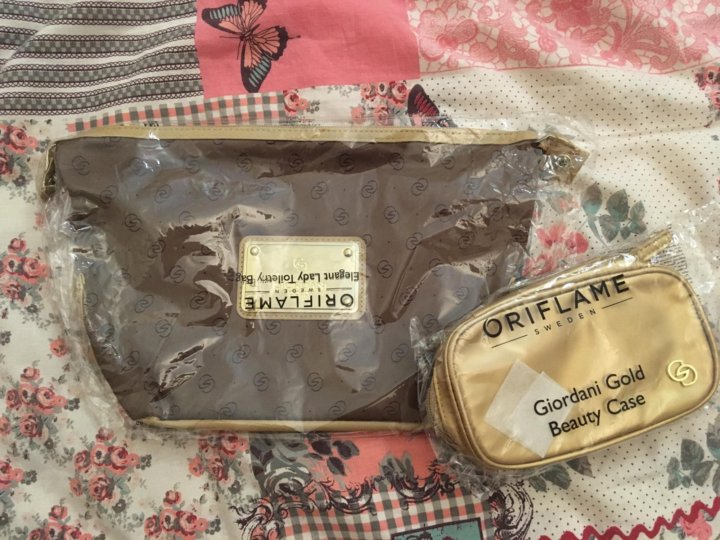 Elegant Lady Toiletry Bag
ORIFLAME
SWEDEN
ORIFLAME
SWEDEN
Giordani Gold
Beauty Case